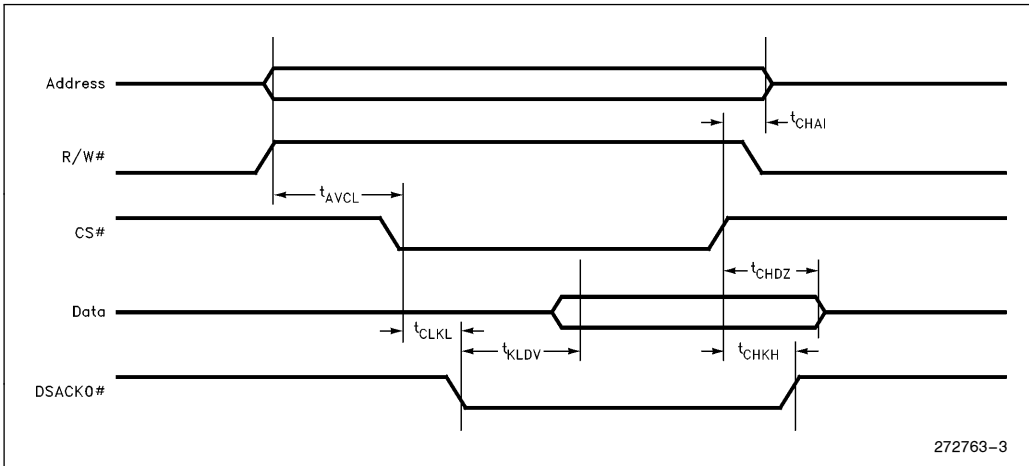 Address
t_CHAI
R/W#
t_AVCL
CS#
t_CHDZ
Data
t_CLKL
t_KLDV
t_CHKH
DSACK0#
272763-3